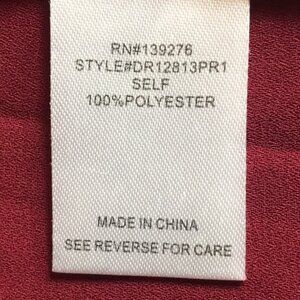 RN#139276
STYLE#DR12813PR1
SELF
100%POLYESTER
MADE IN CHINA
SEE REVERSE FOR CARE